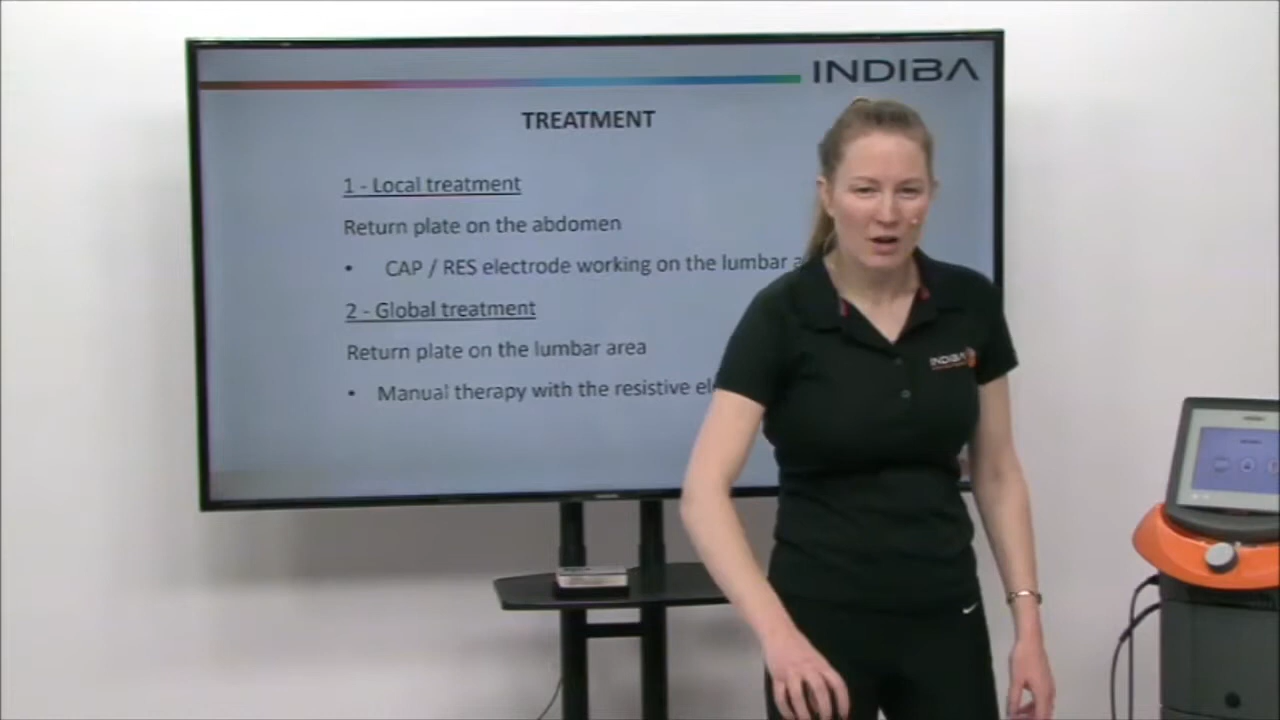 INDIBA
TREATMENT
1 - Local treatment
Return plate on the abdomen
• CAP / RES electrode working on the lumbar
2 - Global treatment
Return plate on the lumbar area
• Manual therapy with the resistive
INDIBA